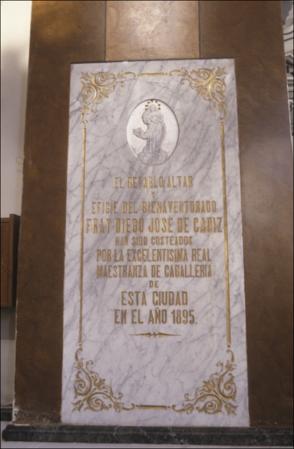 EL RETABLO, ALTAR
Y
EFIGIE DEL BIENAVENTURADO
FRAY DIEGO JOSÉ DE CÁDIZ
HAN SIDO COSTEADOS
POR LA EXCELENTÍSIMA REAL
MAESTRANZA DE CABALLERÍA
DE
ESTA CIUDAD
EN EL AÑO 1895.